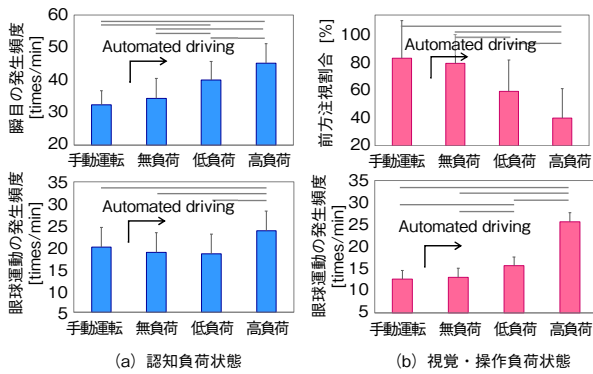 瞬目の発生頻度
[times/min]
60
50
40
30
20
Automated driving
手動運転 無負荷 低負荷 高負荷
前方注視割合 [%]
100
80
60
40
20
Automated driving
手動運転 無負荷 低負荷 高負荷
眼球運動の発生頻度
[times/min]
35
30
25
20
15
10
5
Automated driving
手動運転 無負荷 低負荷 高負荷
(a) 認知負荷状態
眼球運動の発生頻度
[times/min]
35
30
25
20
15
10
5
Automated driving
手動運転 無負荷 低負荷 高負荷
(b) 視覚・操作負荷状態